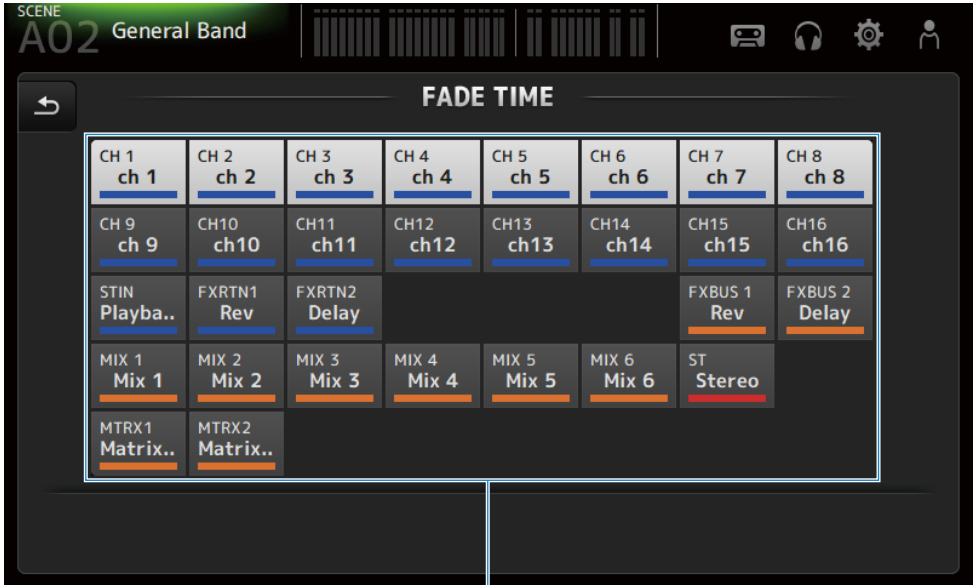 SCENE
A02 General Band
FADE TIME
CH 1 CH 2 CH 3 CH 4 CH 5 CH 6 CH 7 CH 8
ch 1 ch 2 ch 3 ch 4 ch 5 ch 6 ch 7 ch 8
CH 9 CH10 CH11 CH12 CH13 CH14 CH15 CH16
ch 9 ch10 ch11 ch12 ch13 ch14 ch15 ch16
STIN FXRTN1 FXRTN2 FXBUS 1 FXBUS 2
Playba.. Rev Delay Rev Delay
MIX 1 MIX 2 MIX 3 MIX 4 MIX 5 MIX 6 ST
Mix 1 Mix 2 Mix 3 Mix 4 Mix 5 Mix 6 Stereo
MTRX1 MTRX2
Matrix.. Matrix..